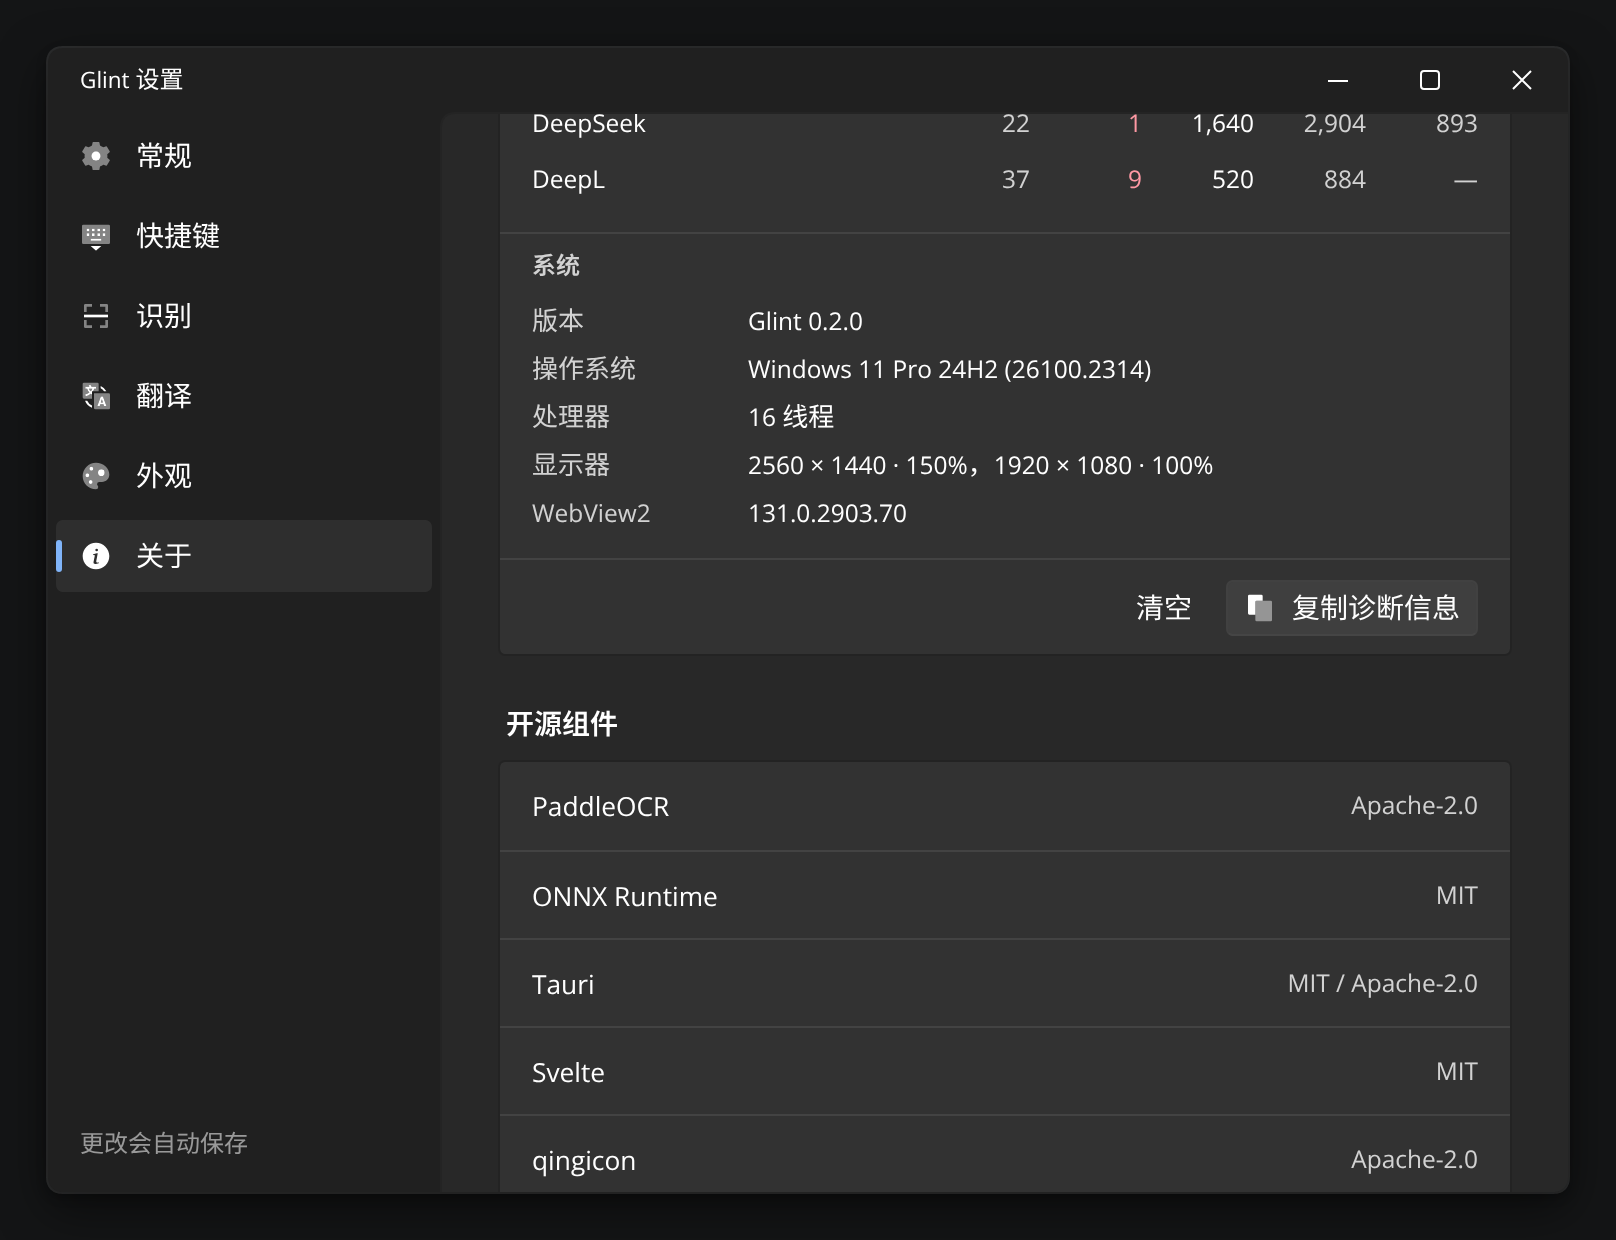 Glint 设置
常规
快捷键
识别
翻译
外观
关于
更改会自动保存
DeepSeek 22 1 1,640 2,904 893
DeepL 37 9 520 884 —
系统
版本 Glint 0.2.0
操作系统 Windows 11 Pro 24H2 (26100.2314)
处理器 16 线程
显示器 2560 × 1440 · 150%，1920 × 1080 · 100%
WebView2 131.0.2903.70
清空 复制诊断信息
开源组件
PaddleOCR Apache-2.0
ONNX Runtime MIT
Tauri MIT / Apache-2.0
Svelte MIT
qingicon Apache-2.0